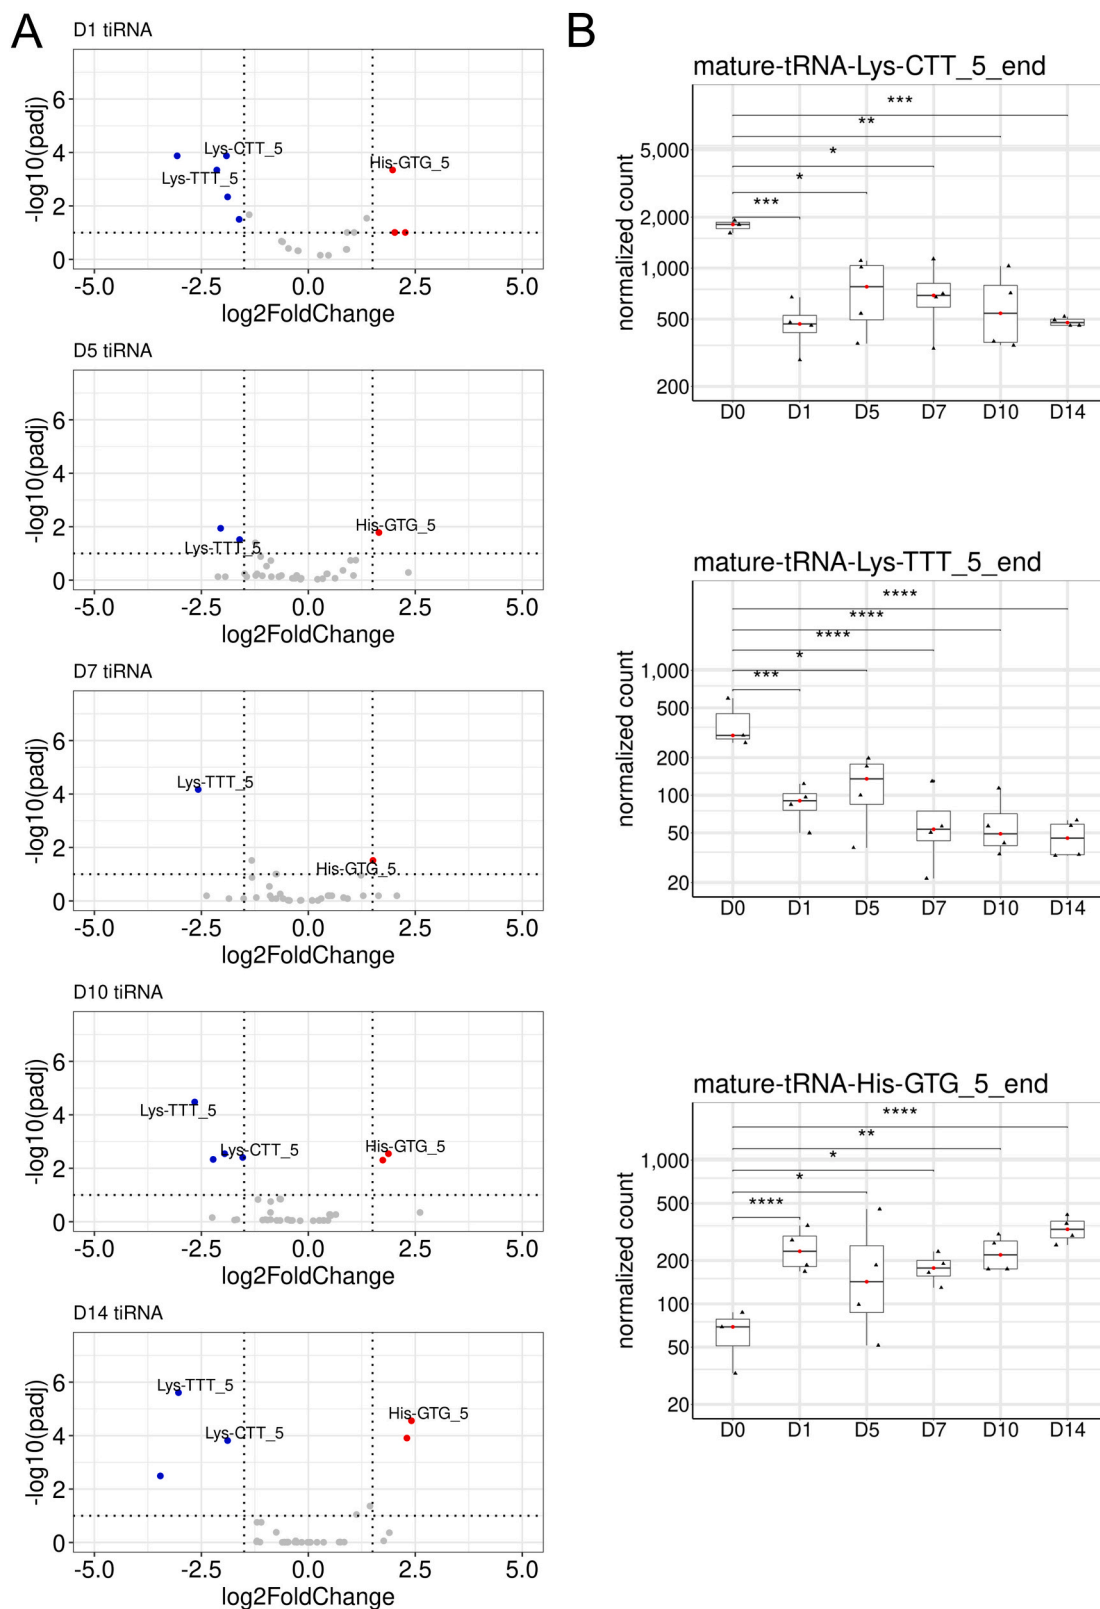 A
D1 tiRNA
-log10(padj)
6
4
2
0
Lys-CTT_5
Lys-TTT_5
His-GTG_5
-5.0 -2.5 0.0 2.5 5.0
log2FoldChange
D5 tiRNA
-log10(padj)
6
4
2
0
His-GTG_5
Lys-TTT_5
-5.0 -2.5 0.0 2.5 5.0
log2FoldChange
D7 tiRNA
-log10(padj)
6
4
2
0
Lys-TTT_5
His-GTG_5
-5.0 -2.5 0.0 2.5 5.0
log2FoldChange
D10 tiRNA
-log10(padj)
6
4
2
0
Lys-TTT_5
Lys-CTT_5
His-GTG_5
-5.0 -2.5 0.0 2.5 5.0
log2FoldChange
D14 tiRNA
-log10(padj)
6
4
2
0
Lys-TTT_5
Lys-CTT_5
His-GTG_5
-5.0 -2.5 0.0 2.5 5.0
log2FoldChange
B
mature-tRNA-Lys-CTT_5_end
normalized count
5,000
2,000
1,000
500
200
***
**
*
*
***
D0 D1 D5 D7 D10 D14
mature-tRNA-Lys-TTT_5_end
normalized count
1,000
500
200
100
50
20
****
****
****
*
***
D0 D1 D5 D7 D10 D14
mature-tRNA-His-GTG_5_end
normalized count
1,000
500
200
100
50
20
****
**
*
*
****
D0 D1 D5 D7 D10 D14